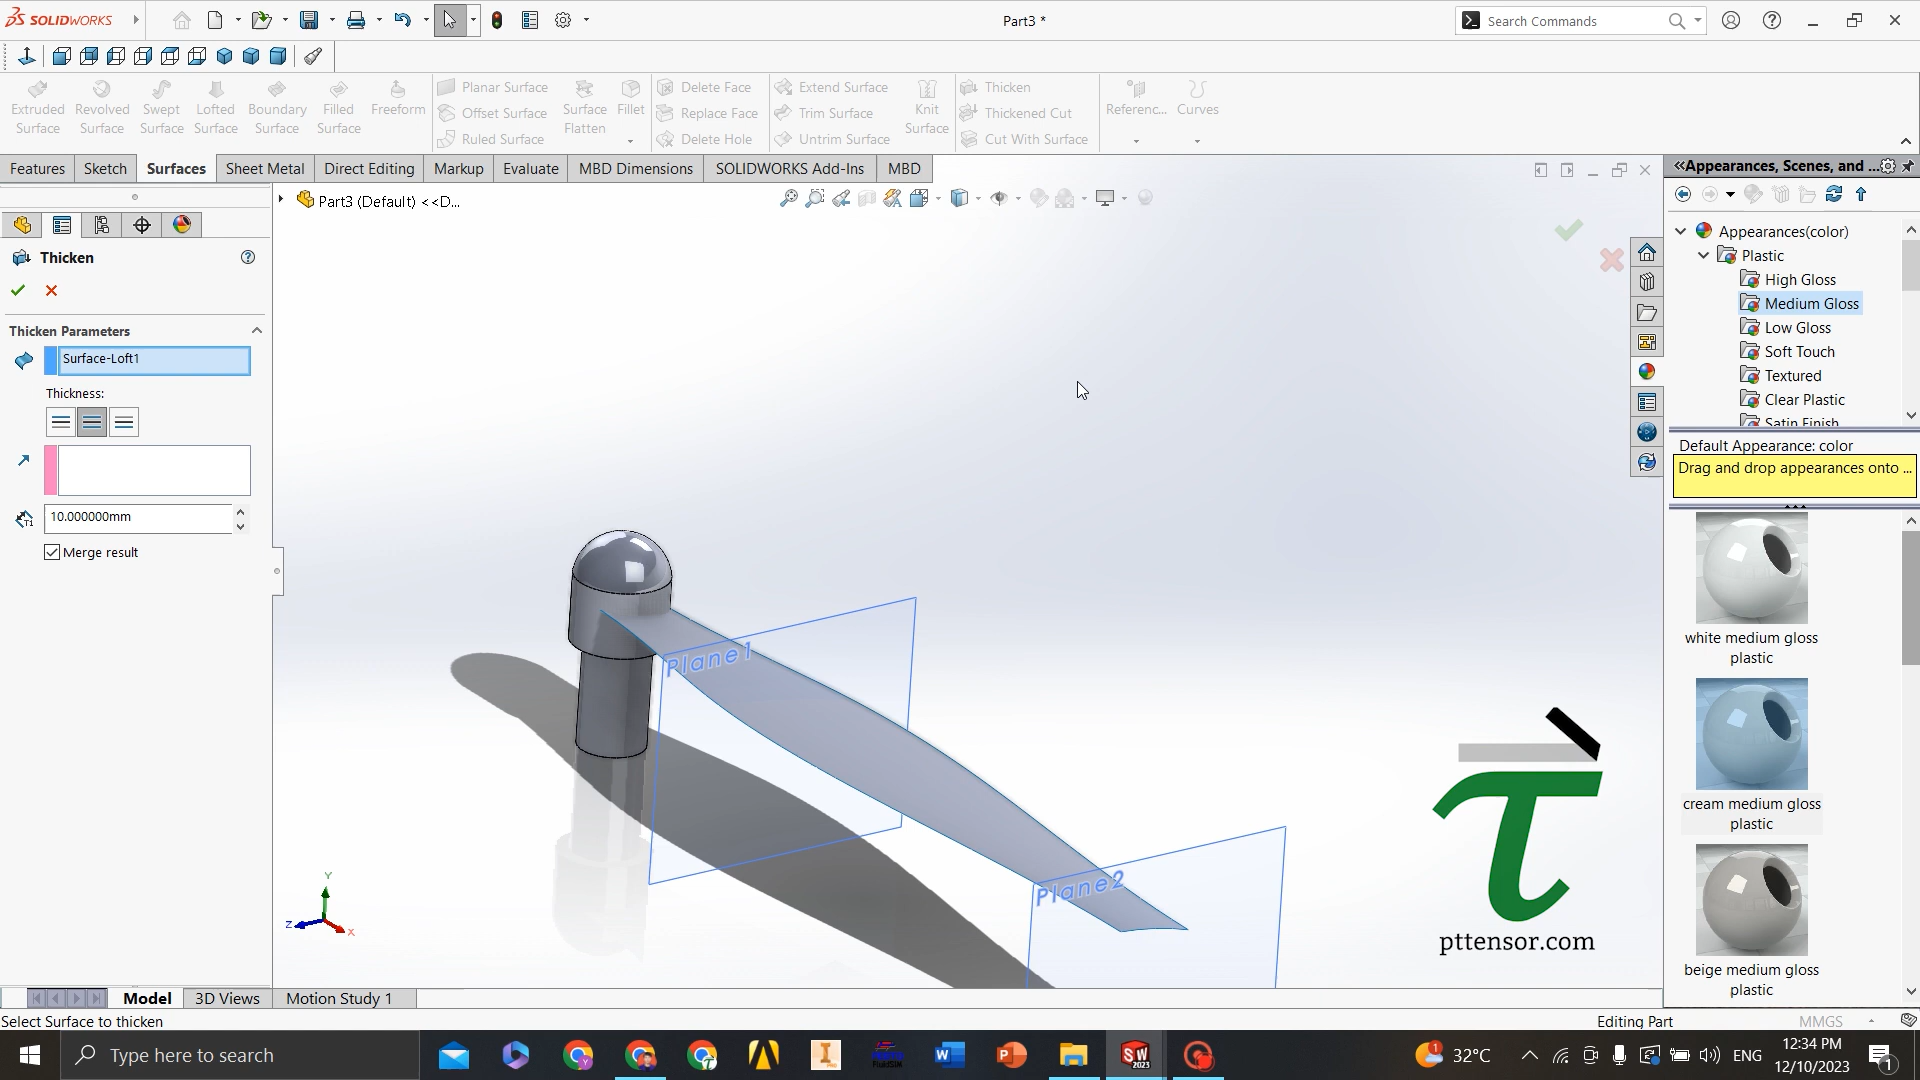 SOLIDWORKS
Part3 *
Search Commands
Extruded Surface
Revolved Surface
Swept Surface
Lofted Surface
Boundary Surface
Filled Surface
Freeform
Planar Surface
Offset Surface
Ruled Surface
Surface Flatten
Fillet
Delete Face
Replace Face
Delete Hole
Extend Surface
Trim Surface
Untrim Surface
Knit Surface
Thicken
Thickened Cut
Cut With Surface
Referenc...
Curves
Features
Sketch
Surfaces
Sheet Metal
Direct Editing
Markup
Evaluate
MBD Dimensions
SOLIDWORKS Add-Ins
MBD
Part3 (Default) <<D...
Thicken
Thicken Parameters
Surface-Loft1
Thickness:
10.000000mm
Merge result
Plane1
Plane2
Y
Z
X
pttensor.com
Appearances, Scenes, and ...
Appearances(color)
Plastic
High Gloss
Medium Gloss
Low Gloss
Soft Touch
Textured
Clear Plastic
Satin Finish
Default Appearance: color
Drag and drop appearances onto ...
white medium gloss
plastic
cream medium gloss
plastic
beige medium gloss
plastic
Model
3D Views
Motion Study 1
Select Surface to thicken
Editing Part
MMGS
Type here to search
SW
2023
32°C
ENG
12:34 PM
12/10/2023
1